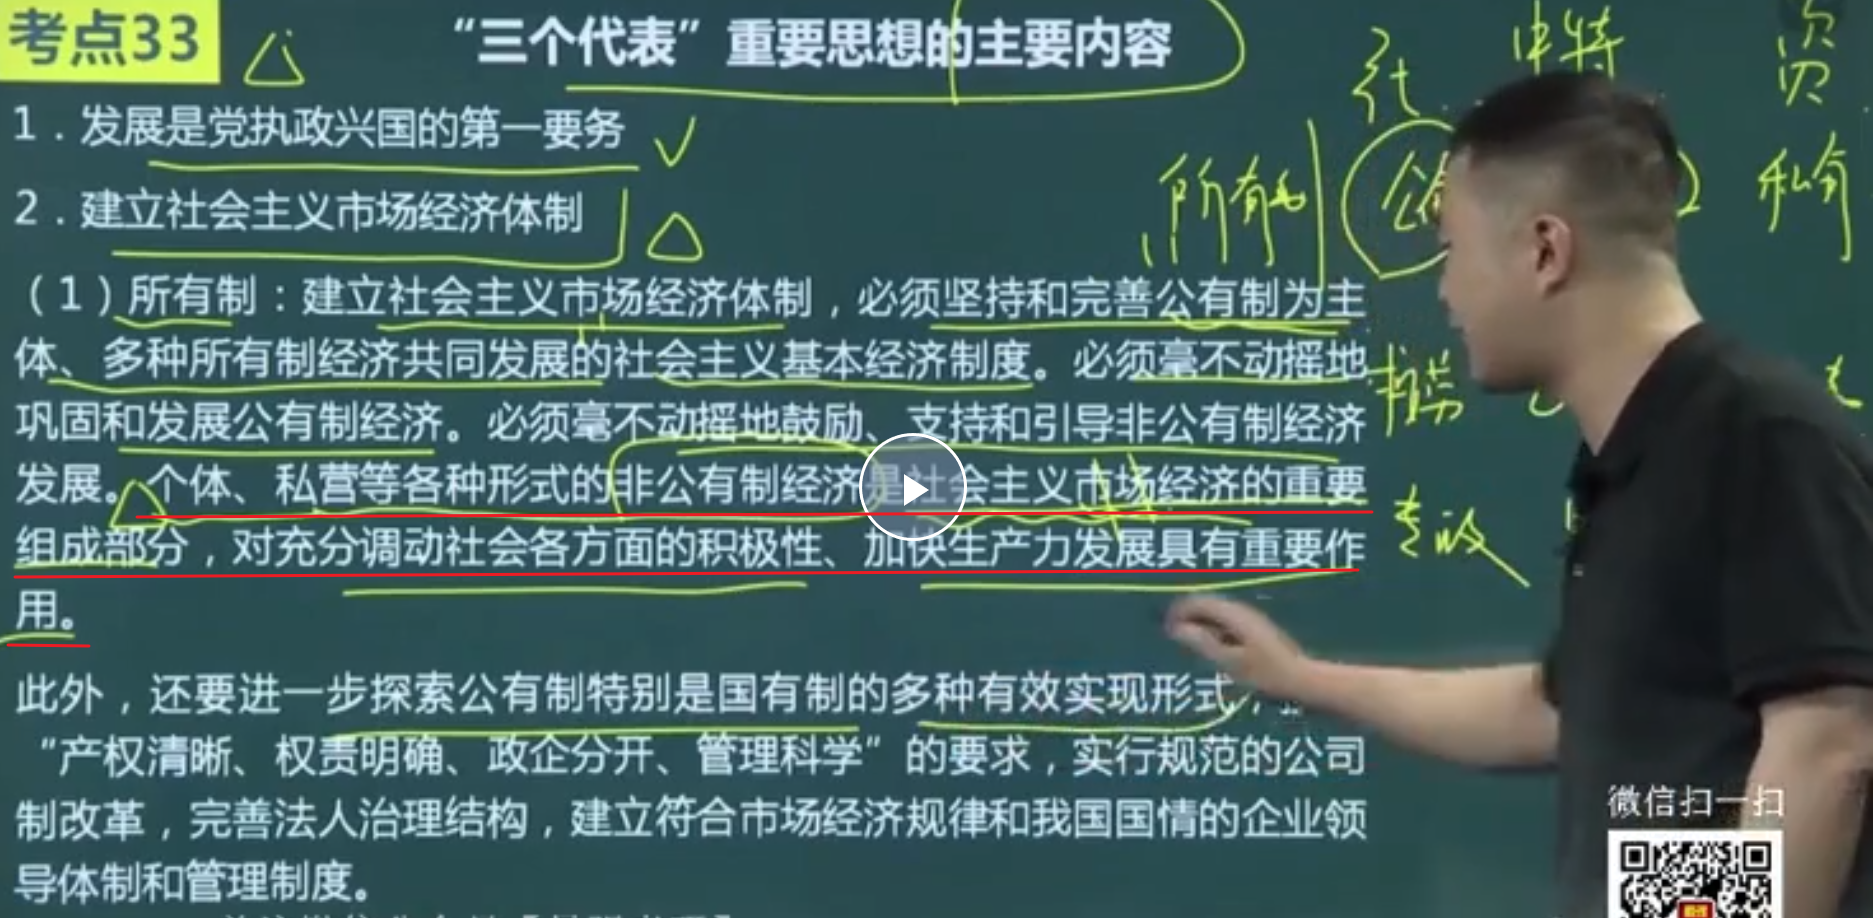 考点33
“三个代表”重要思想的主要内容
1．发展是党执政兴国的第一要务
2．建立社会主义市场经济体制
（1）所有制：建立社会主义市场经济体制，必须坚持和完善公有制为主
体、多种所有制经济共同发展的社会主义基本经济制度。必须毫不动摇地
巩固和发展公有制经济。必须毫不动摇地鼓励、支持和引导非公有制经济
发展。个体、私营等各种形式的非公有制经济是社会主义市场经济的重要
组成部分，对充分调动社会各方面的积极性、加快生产力发展具有重要作
用。
此外，还要进一步探索公有制特别是国有制的多种有效实现形式，
“产权清晰、权责明确、政企分开、管理科学”的要求，实行规范的公司
制改革，完善法人治理结构，建立符合市场经济规律和我国国情的企业领
导体制和管理制度。
中特
资
所有制
公有
私有
按劳
专政
微信扫一扫